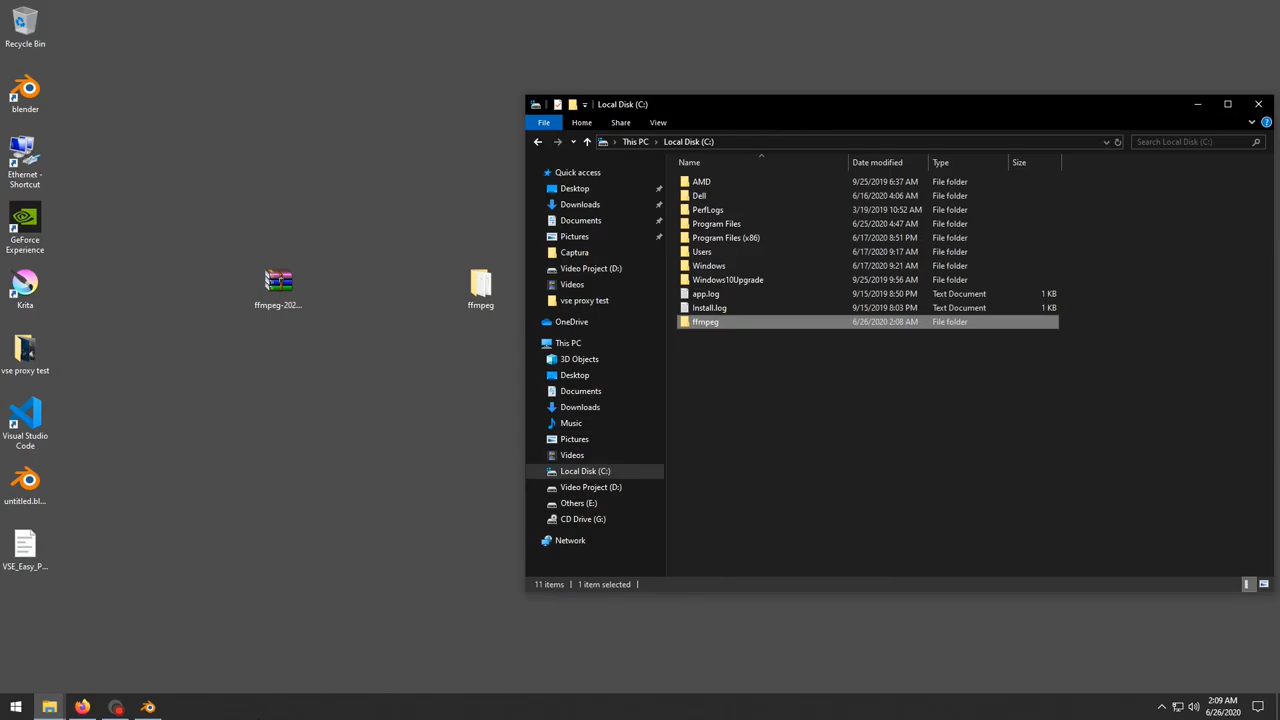 Recycle Bin
blender
Ethernet -
Shortcut
GeForce
Experience
Krita
vse proxy test
Visual Studio
Code
untitled.bl...
VSE_Easy_P...
ffmpeg-202...
ffmpeg
Local Disk (C:)
File Home Share View
This PC > Local Disk (C:)
Search Local Disk (C:)
Quick access
Desktop
Downloads
Documents
Pictures
Captura
Video Project (D:)
Videos
vse proxy test
OneDrive
This PC
3D Objects
Desktop
Documents
Downloads
Music
Pictures
Videos
Local Disk (C:)
Video Project (D:)
Others (E:)
CD Drive (G:)
Network
Name Date modified Type Size
AMD 9/25/2019 6:37 AM File folder
Dell 6/16/2020 4:06 AM File folder
PerfLogs 3/19/2019 10:52 AM File folder
Program Files 6/25/2020 4:47 AM File folder
Program Files (x86) 6/17/2020 8:51 PM File folder
Users 6/17/2020 9:17 AM File folder
Windows 6/17/2020 9:21 AM File folder
Windows10Upgrade 9/25/2020 9:56 AM File folder
app.log 9/15/2019 8:50 PM Text Document 1 KB
Install.log 9/15/2019 8:03 PM Text Document 1 KB
ffmpeg 6/26/2020 2:08 AM File folder
11 items 1 item selected
2:09 AM
6/26/2020